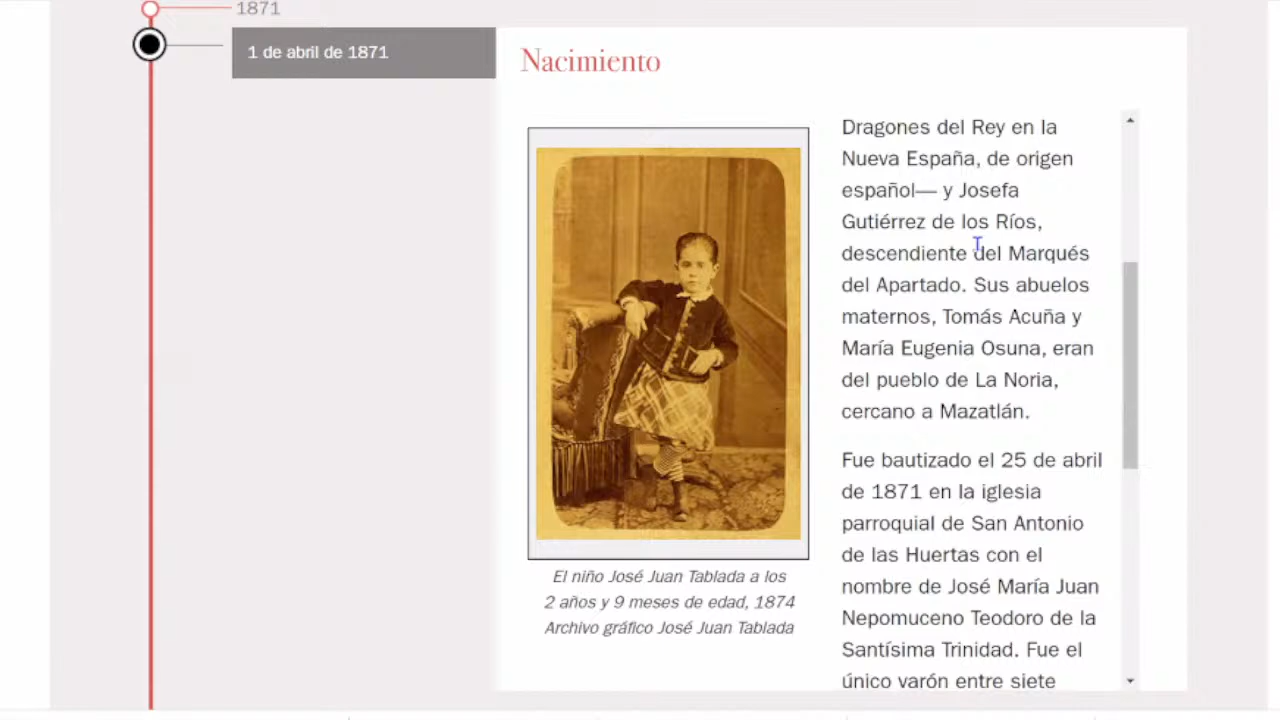 1871
1 de abril de 1871
Nacimiento
Dragones del Rey en la
Nueva España, de origen
español— y Josefa
Gutiérrez de los Ríos,
descendiente del Marqués
del Apartado. Sus abuelos
maternos, Tomás Acuña y
María Eugenia Osuna, eran
del pueblo de La Noria,
cercano a Mazatlán.
Fue bautizado el 25 de abril
de 1871 en la iglesia
parroquial de San Antonio
de las Huertas con el
nombre de José María Juan
Nepomuceno Teodoro de la
Santísima Trinidad. Fue el
único varón entre siete
El niño José Juan Tablada a los
2 años y 9 meses de edad, 1874
Archivo gráfico José Juan Tablada